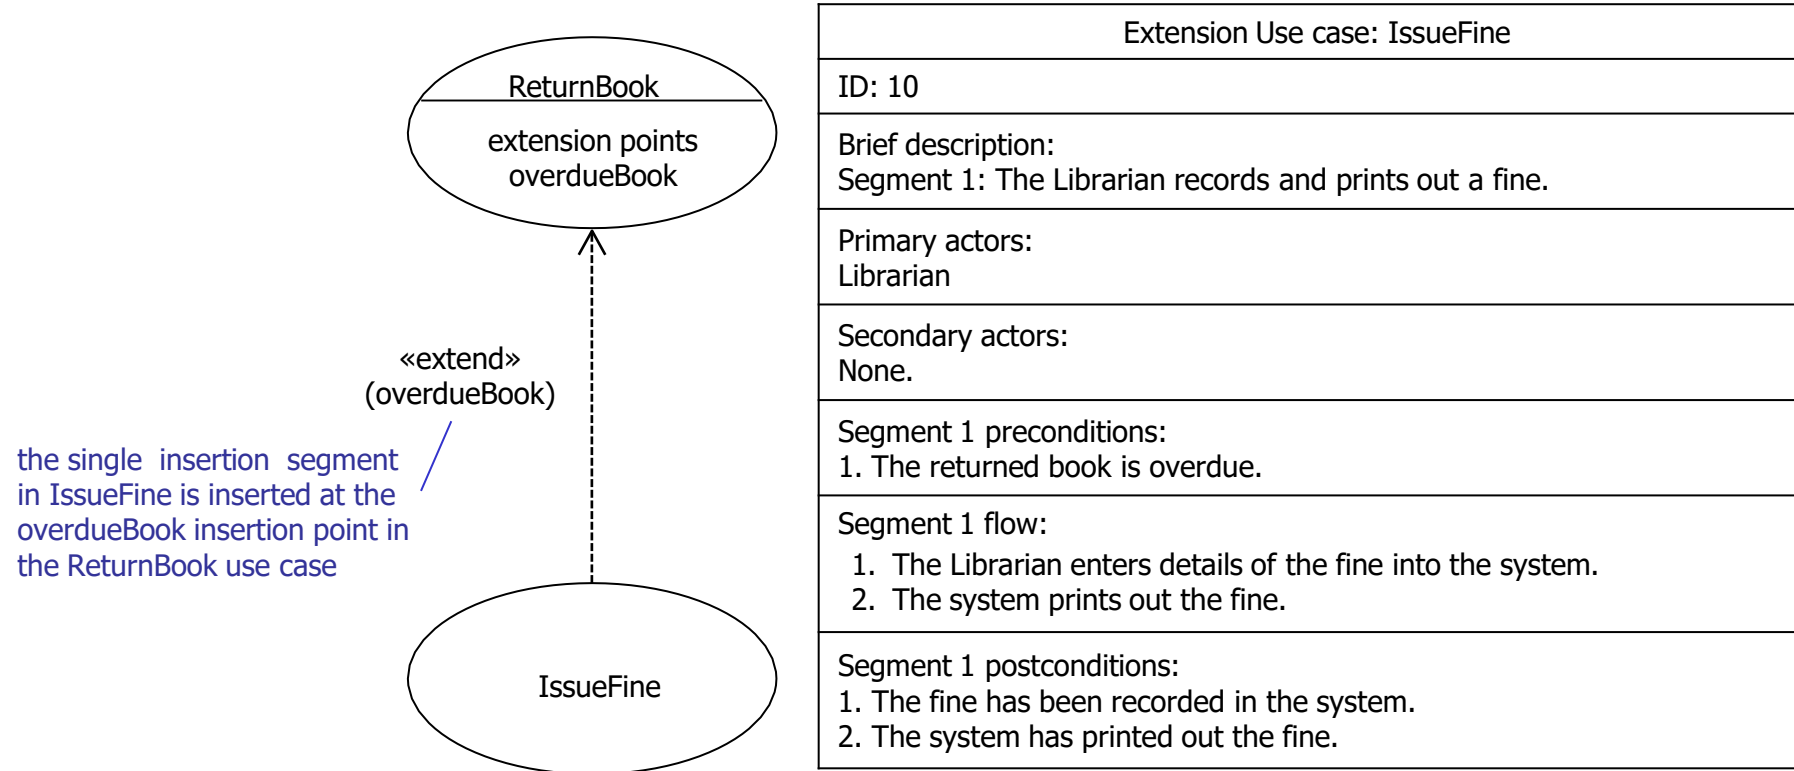 ReturnBook
extension points
overdueBook
«extend»
(overdueBook)
the single insertion segment
in IssueFine is inserted at the
overdueBook insertion point in
the ReturnBook use case
IssueFine
Extension Use case: IssueFine
ID: 10
Brief description:
Segment 1: The Librarian records and prints out a fine.
Primary actors:
Librarian
Secondary actors:
None.
Segment 1 preconditions:
1. The returned book is overdue.
Segment 1 flow:
1. The Librarian enters details of the fine into the system.
2. The system prints out the fine.
Segment 1 postconditions:
1. The fine has been recorded in the system.
2. The system has printed out the fine.